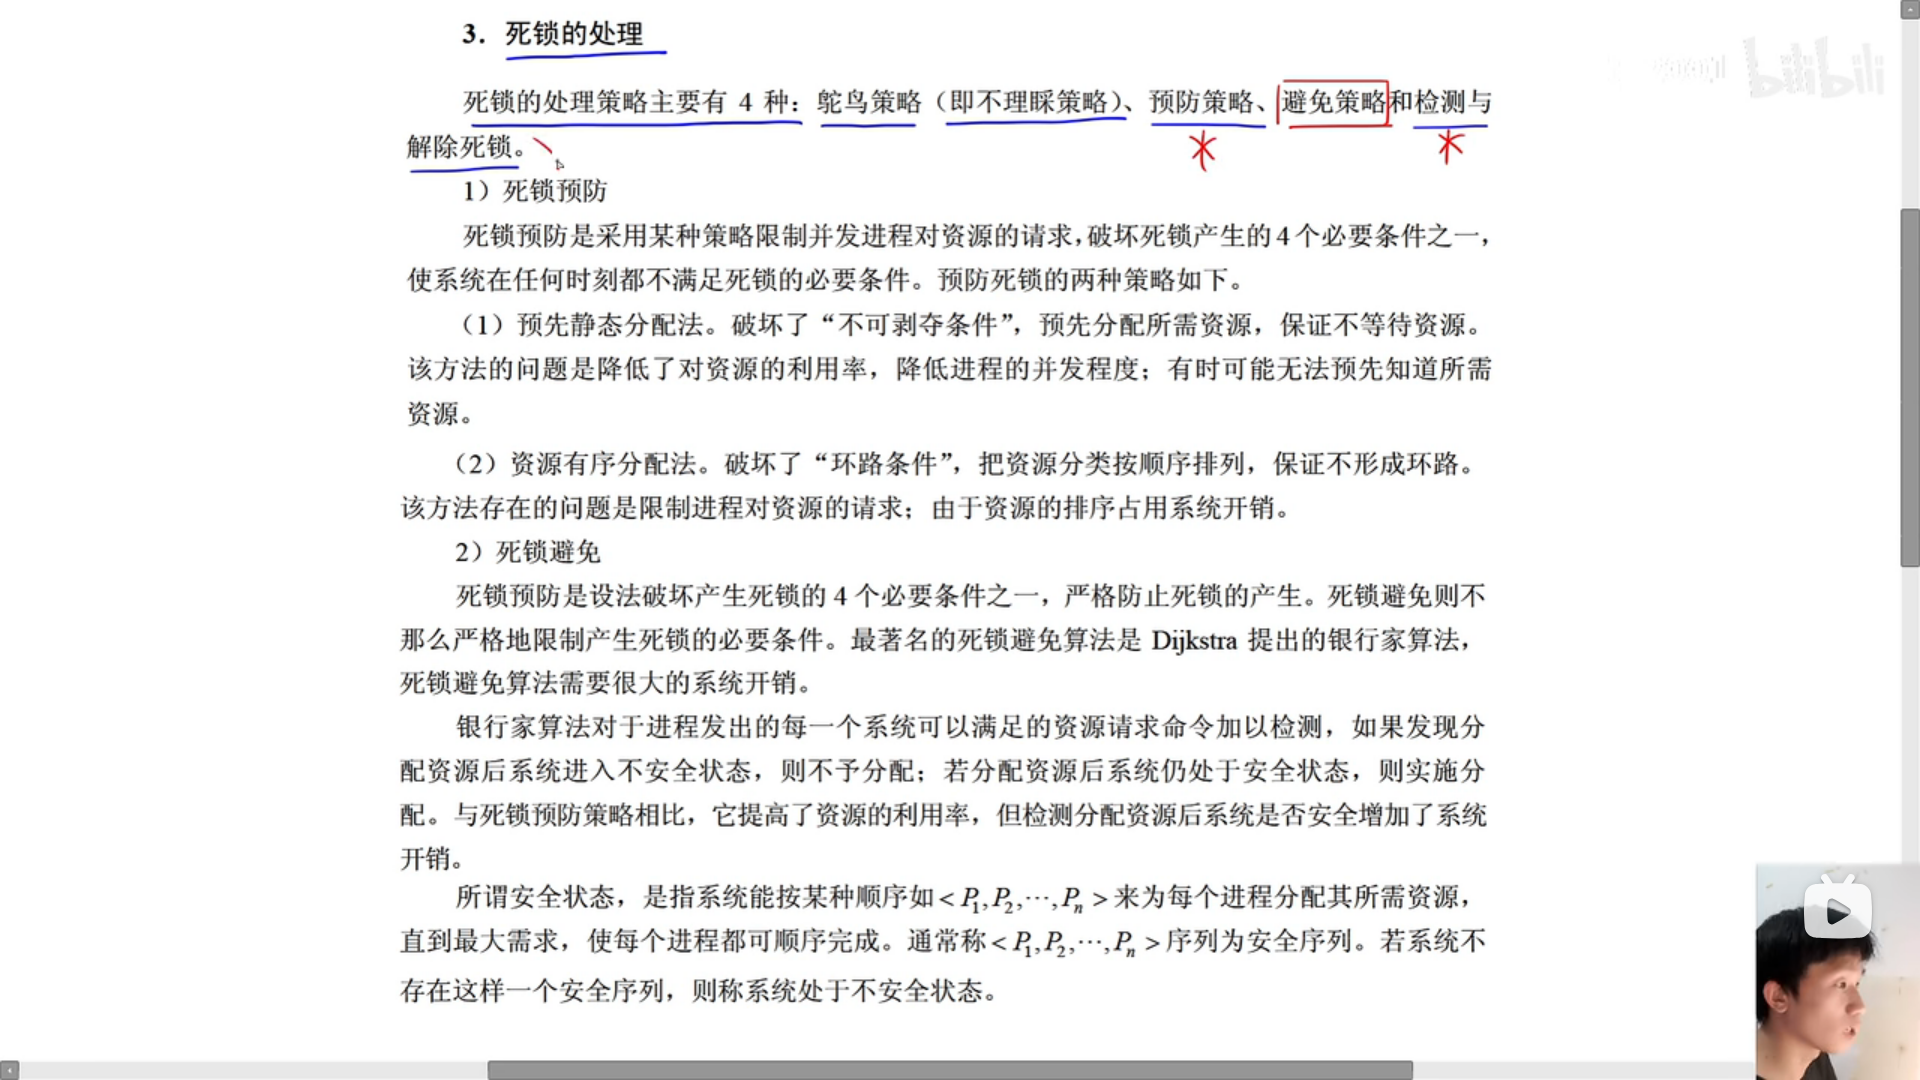 3. 死锁的处理
bilibili
死锁的处理策略主要有 4 种：鸵鸟策略（即不理睬策略）、预防策略、避免策略和检测与
解除死锁。
1）死锁预防
死锁预防是采用某种策略限制并发进程对资源的请求，破坏死锁产生的 4 个必要条件之一，
使系统在任何时刻都不满足死锁的必要条件。预防死锁的两种策略如下。
（1）预先静态分配法。破坏了“不可剥夺条件”，预先分配所需资源，保证不等待资源。
该方法的问题是降低了对资源的利用率，降低进程的并发程度；有时可能无法预先知道所需
资源。
（2）资源有序分配法。破坏了“环路条件”，把资源分类按顺序排列，保证不形成环路。
该方法存在的问题是限制进程对资源的请求；由于资源的排序占用系统开销。
2）死锁避免
死锁预防是设法破坏产生死锁的 4 个必要条件之一，严格防止死锁的产生。死锁避免则不
那么严格地限制产生死锁的必要条件。最著名的死锁避免算法是 Dijkstra 提出的银行家算法，
死锁避免算法需要很大的系统开销。
银行家算法对于进程发出的每一个系统可以满足的资源请求命令加以检测，如果发现分
配资源后系统进入不安全状态，则不予分配；若分配资源后系统仍处于安全状态，则实施分
配。与死锁预防策略相比，它提高了资源的利用率，但检测分配资源后系统是否安全增加了系统
开销。
所谓安全状态，是指系统能按某种顺序如<P₁,P₂,⋯,Pₙ>来为每个进程分配其所需资源，
直到最大需求，使每个进程都可顺序完成。通常称<P₁,P₂,⋯,Pₙ>序列为安全序列。若系统不
存在这样一个安全序列，则称系统处于不安全状态。